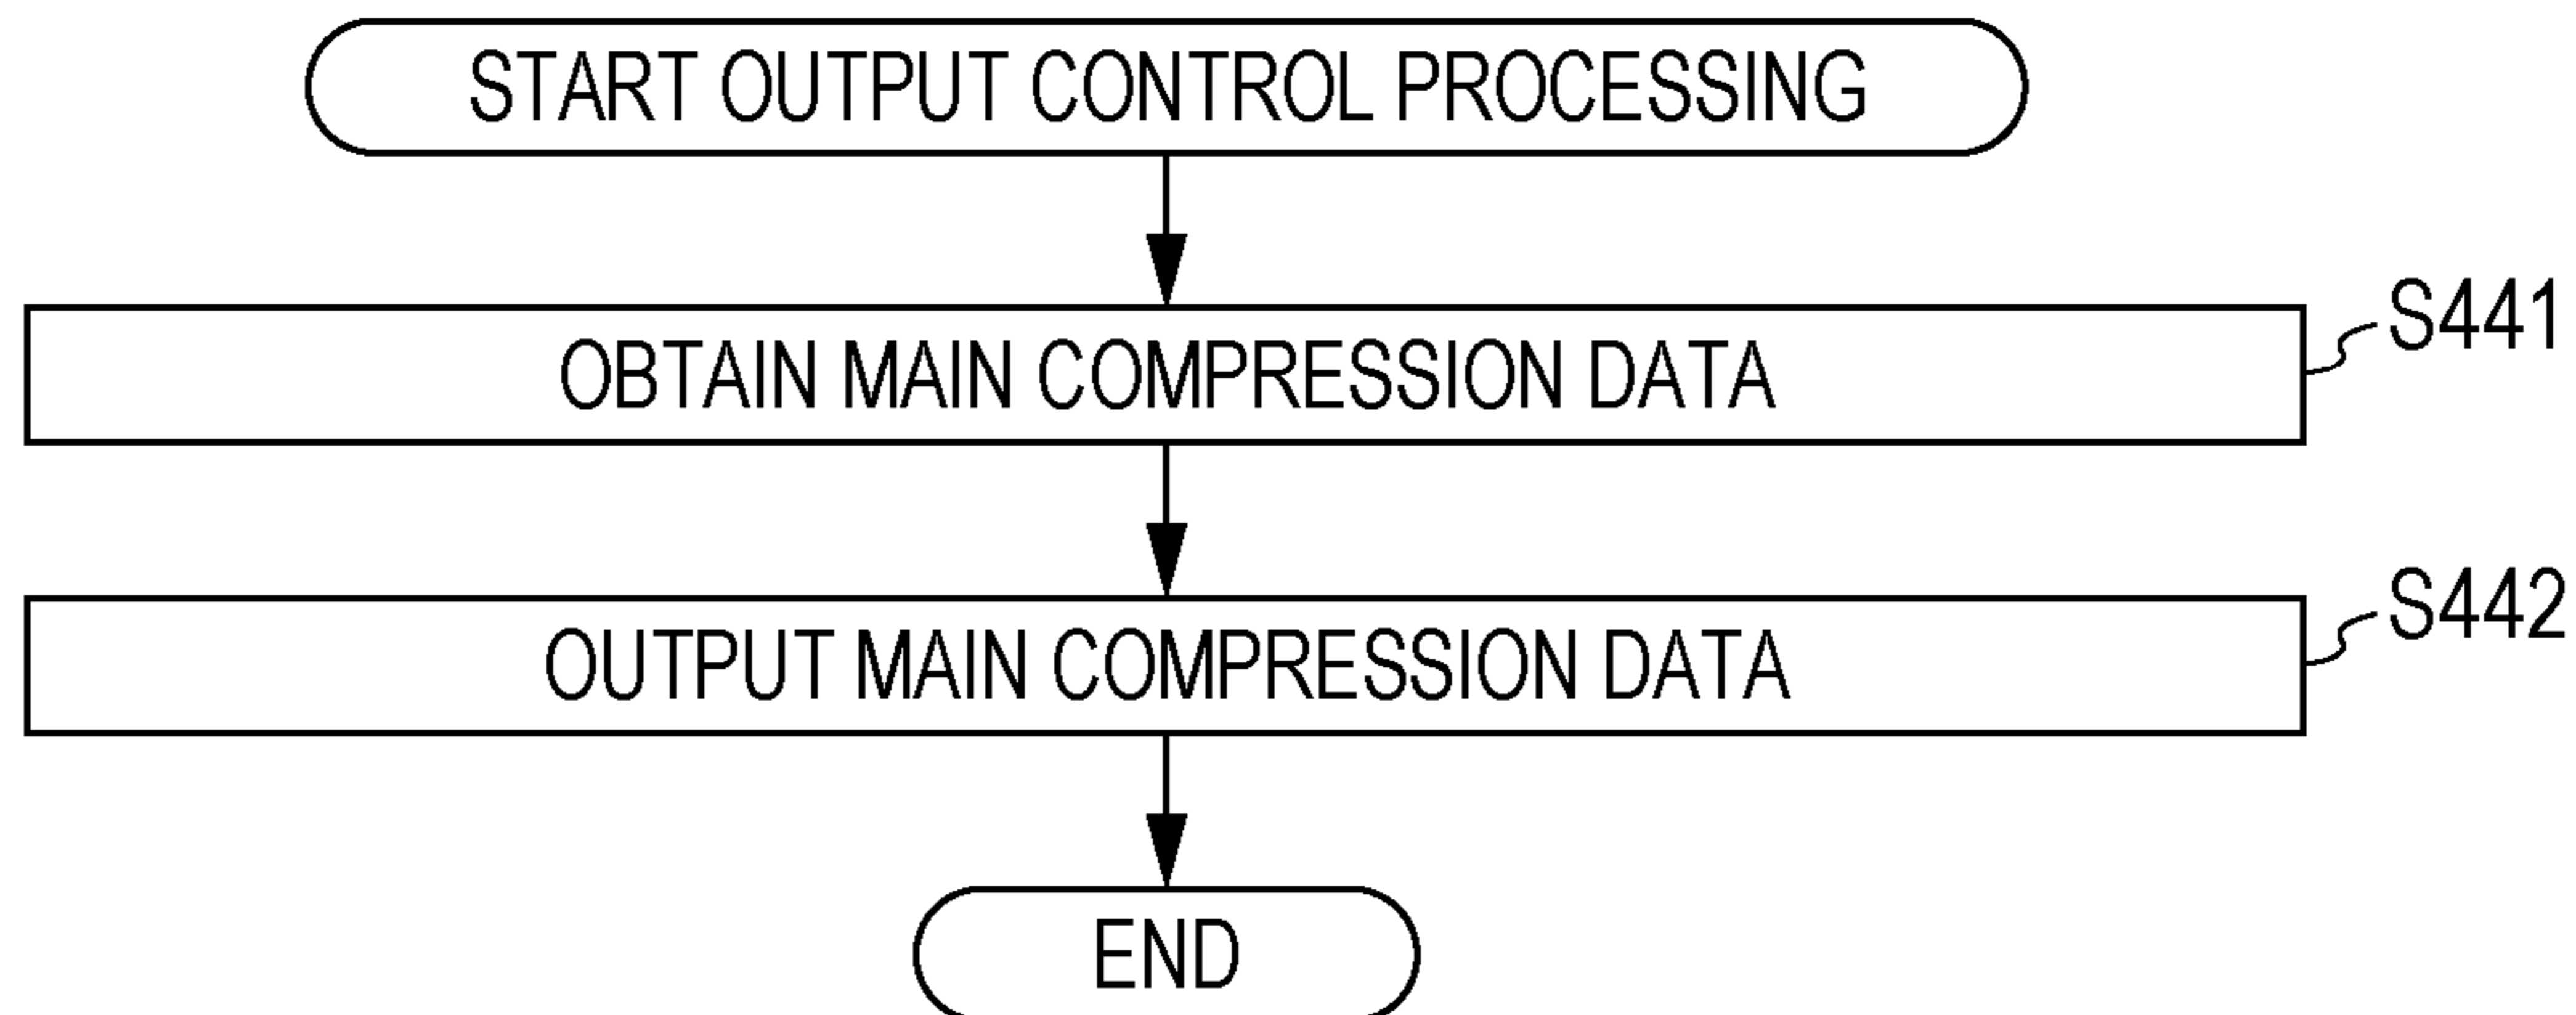 START OUTPUT CONTROL PROCESSING
OBTAIN MAIN COMPRESSION DATA
S441
OUTPUT MAIN COMPRESSION DATA
S442
END